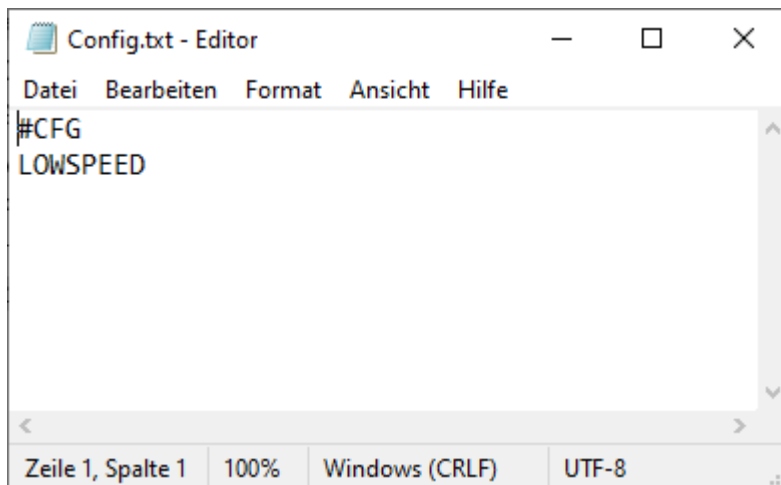 Config.txt - Editor
Datei Bearbeiten Format Ansicht Hilfe
#CFG
LOWSPEED
Zeile 1, Spalte 1 100% Windows (CRLF) UTF-8